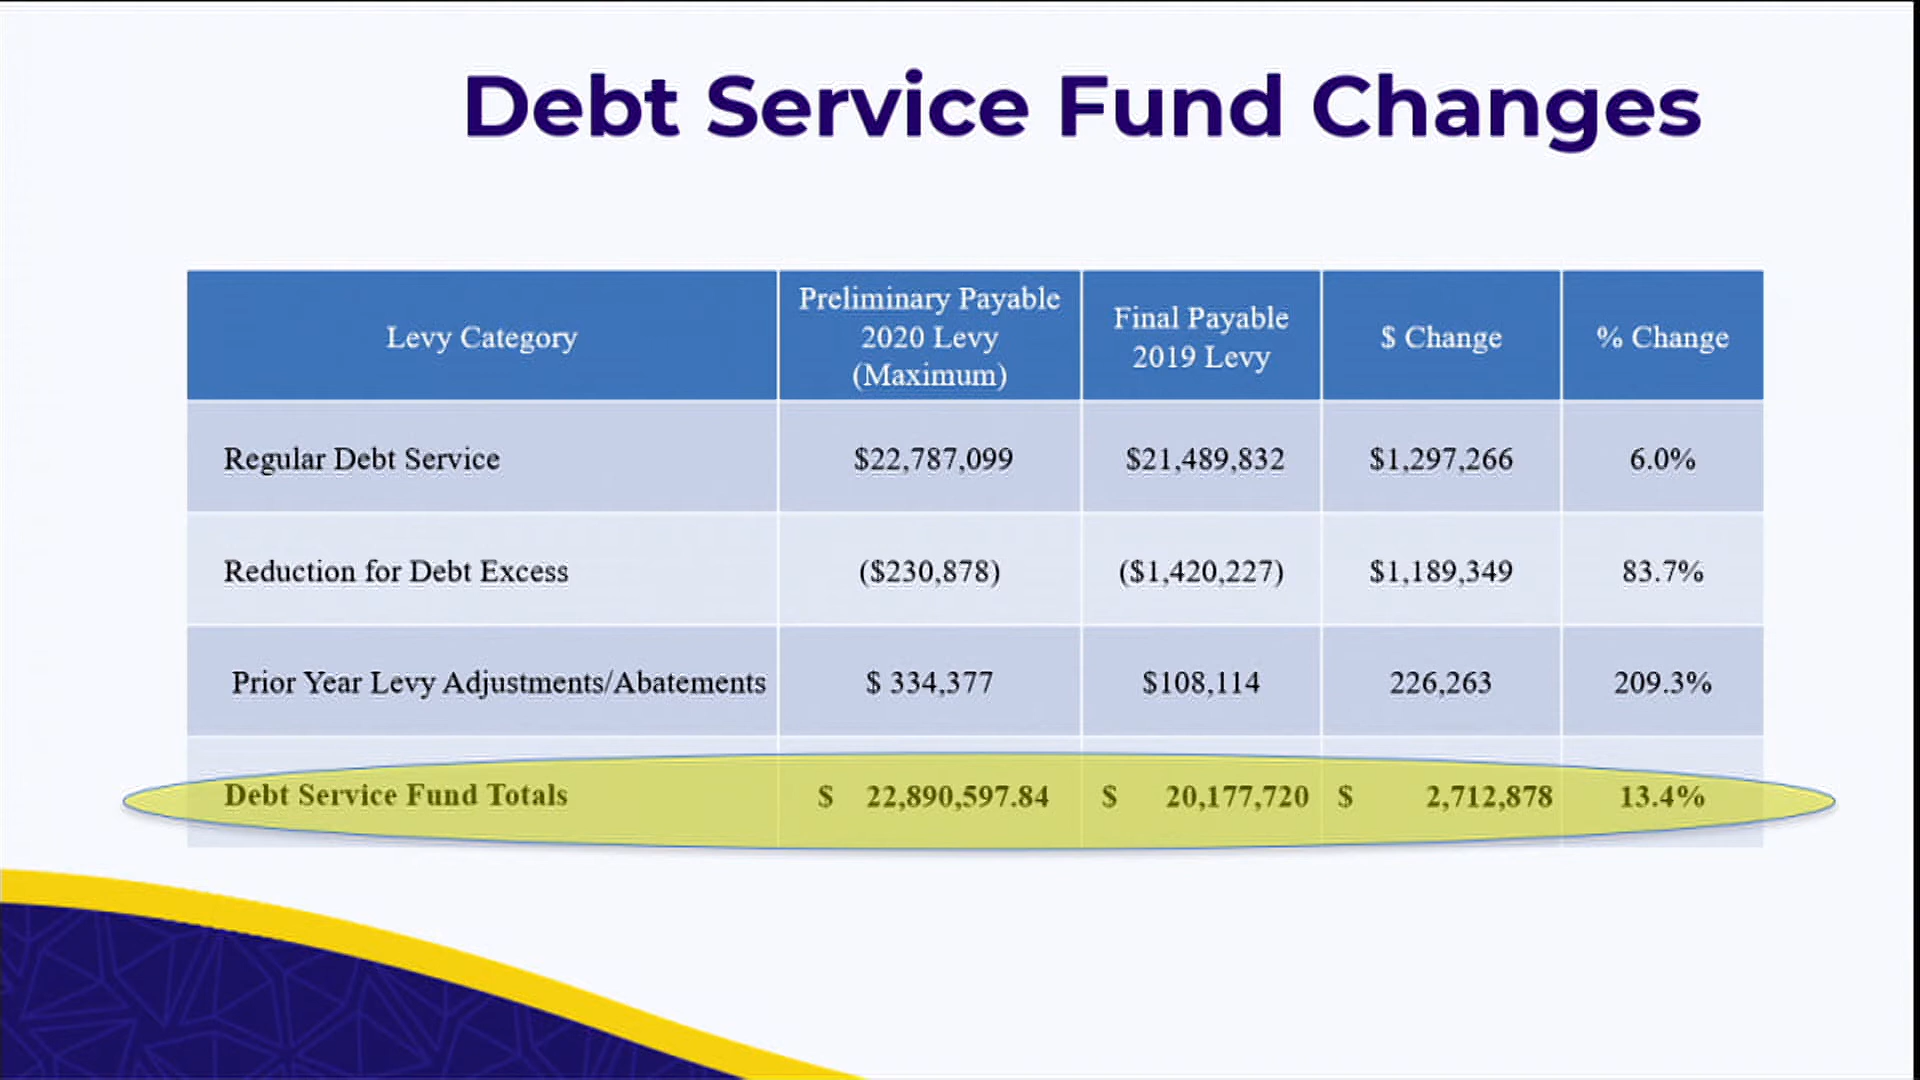 Debt Service Fund Changes
Levy Category
Preliminary Payable
2020 Levy
(Maximum)
Final Payable
2019 Levy
$ Change
% Change
Regular Debt Service $22,787,099 $21,489,832 $1,297,266 6.0%
Reduction for Debt Excess ($230,878) ($1,420,227) $1,189,349 83.7%
Prior Year Levy Adjustments/Abatements $ 334,377 $108,114 226,263 209.3%
Debt Service Fund Totals $ 22,890,597.84 $ 20,177,720 $ 2,712,878 13.4%